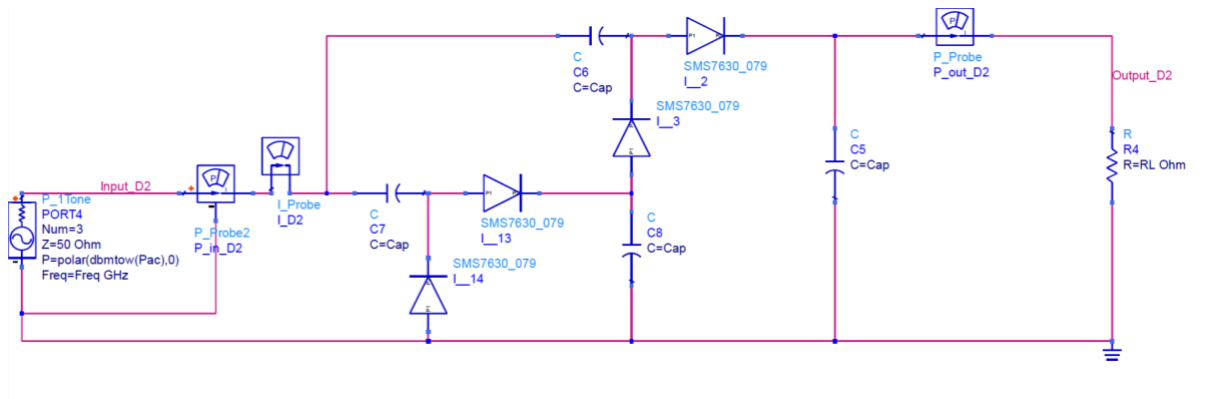 C
C6
C=Cap
SMS7630_079
I__2
P_Probe
P_out_D2
Output_D2
SMS7630_079
I__3
C
C5
C=Cap
R
R4
R=RL Ohm
Input_D2
P_1Tone
PORT4
Num=3
Z=50 Ohm
P=polar(dbmtow(Pac),0)
Freq=Freq GHz
P_Probe2
P_in_D2
I_Probe
I_D2
C
C7
C=Cap
SMS7630_079
I__13
C
C8
C=Cap
SMS7630_079
I__14